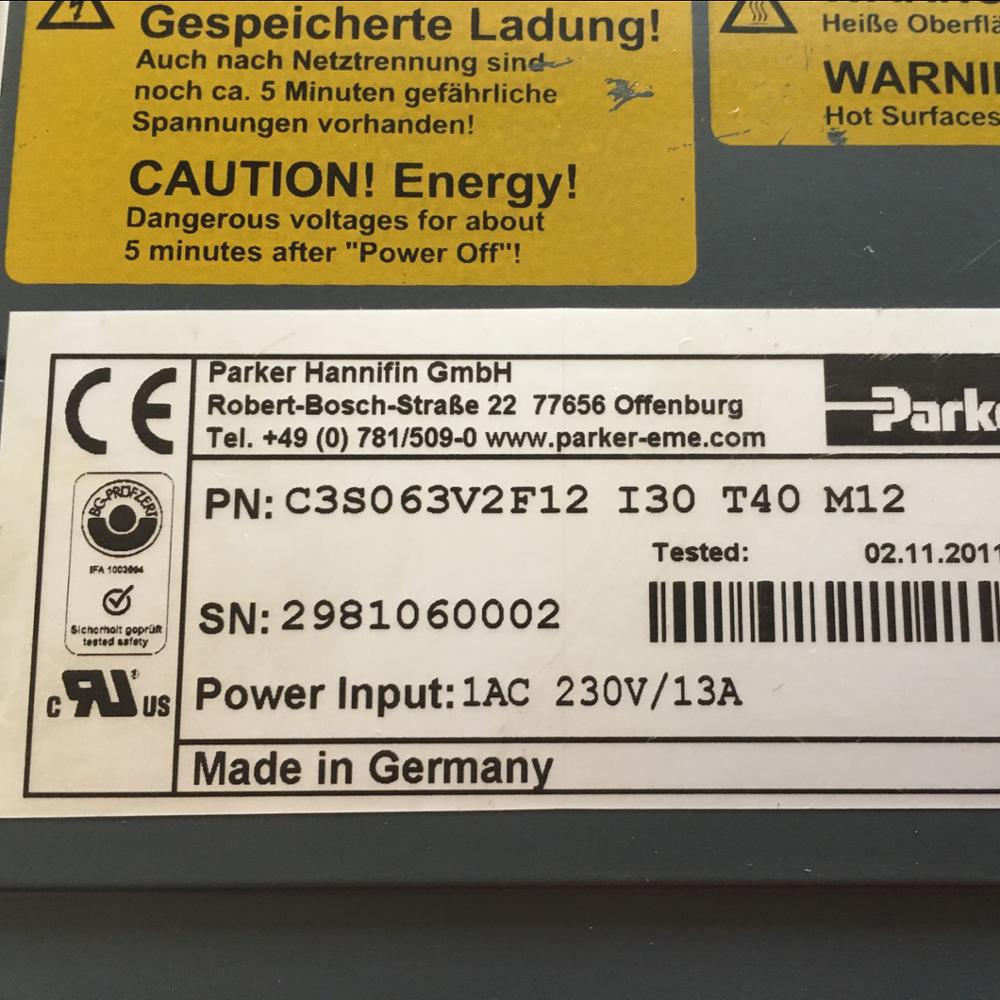 Gespeicherte Ladung!
Auch nach Netztrennung sind
noch ca. 5 Minuten gefährliche
Spannungen vorhanden!
CAUTION! Energy!
Dangerous voltages for about
5 minutes after "Power Off"!
Heiße Oberflä
WARNI
Hot Surfaces
CE
Parker Hannifin GmbH
Robert-Bosch-Straße 22 77656 Offenburg
Tel. +49 (0) 781/509-0 www.parker-eme.com
Parke
BG-PRÜFZERT
Sicherheit geprüft
tested safety
PN: C3S063V2F12 I30 T40 M12
Tested: 02.11.2011
SN: 2981060002
c RU ® US
Power Input: 1AC 230V/13A
Made in Germany